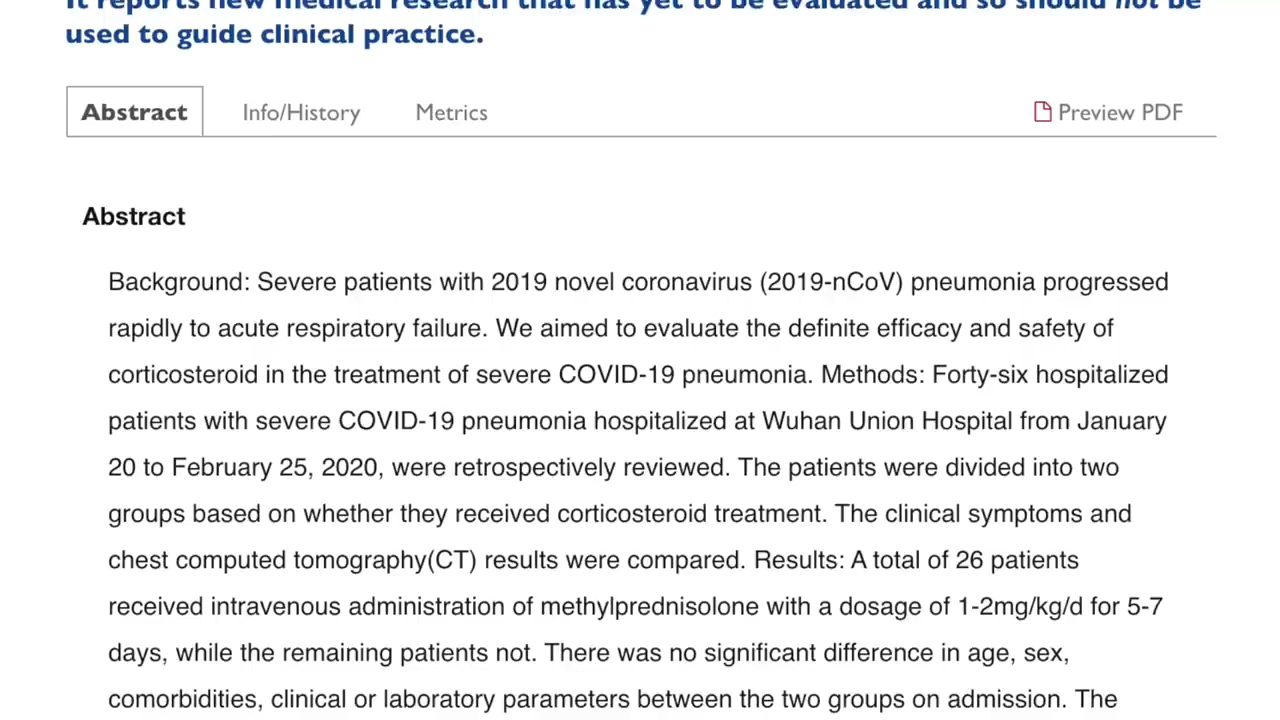 It reports new medical research that has yet to be evaluated and so should not be
used to guide clinical practice.
Abstract Info/History Metrics Preview PDF
Abstract
Background: Severe patients with 2019 novel coronavirus (2019-nCoV) pneumonia progressed
rapidly to acute respiratory failure. We aimed to evaluate the definite efficacy and safety of
corticosteroid in the treatment of severe COVID-19 pneumonia. Methods: Forty-six hospitalized
patients with severe COVID-19 pneumonia hospitalized at Wuhan Union Hospital from January
20 to February 25, 2020, were retrospectively reviewed. The patients were divided into two
groups based on whether they received corticosteroid treatment. The clinical symptoms and
chest computed tomography(CT) results were compared. Results: A total of 26 patients
received intravenous administration of methylprednisolone with a dosage of 1-2mg/kg/d for 5-7
days, while the remaining patients not. There was no significant difference in age, sex,
comorbidities, clinical or laboratory parameters between the two groups on admission. The